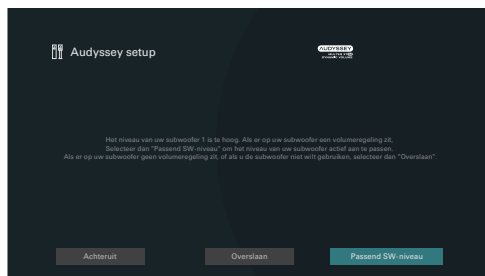 Audyssey setup
AUDYSSEY
DYNAMIC VOLUME
Het niveau van uw subwoofer 1 is te hoog. Als er op uw subwoofer een volumeregeling zit,
Selecteer dan "Passend SW-niveau" om het niveau van uw subwoofer actief aan te passen.
Als er op uw subwoofer geen volumeregeling zit, of als u de subwoofer niet wilt gebruiken, selecteer dan "Overslaan".
Achteruit
Overslaan
Passend SW-niveau